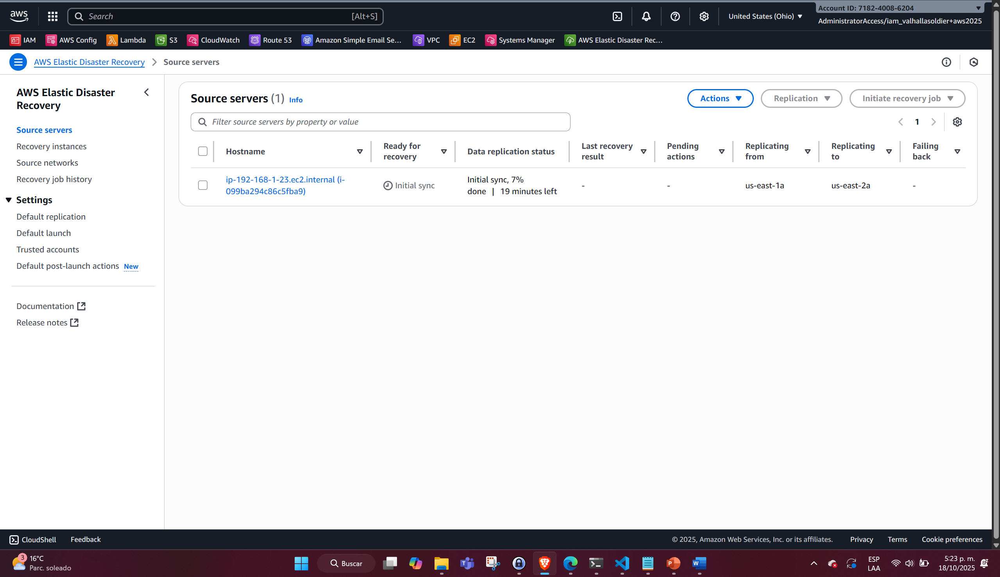 aws
Search [Alt+S]
United States (Ohio)
Account ID: 7182-4008-6204
AdministratorAccess/iam_valhallasoldier+aws2025
IAM AWS Config Lambda S3 CloudWatch Route 53 Amazon Simple Email Se... VPC EC2 Systems Manager AWS Elastic Disaster Rec...
AWS Elastic Disaster Recovery Source servers
AWS Elastic Disaster
Recovery
Source servers
Recovery instances
Source networks
Recovery job history
Settings
Default replication
Default launch
Trusted accounts
Default post-launch actions New
Documentation
Release notes
Source servers (1) Info
Actions Replication Initiate recovery job
Filter source servers by property or value
1
Hostname
Ready for
recovery
Data replication status
Last recovery
result
Pending
actions
Replicating
from
Replicating
to
Failing
back
ip-192-168-1-23.ec2.internal (i-
099ba294c86c5fba9)
Initial sync
Initial sync, 7%
done | 19 minutes left
-
-
us-east-1a
us-east-2a
-
CloudShell Feedback
© 2025, Amazon Web Services, Inc. or its affiliates. Privacy Terms Cookie preferences
3
16°C
Parc. soleado
Buscar
ESP
LAA
5:23 p. m.
18/10/2025